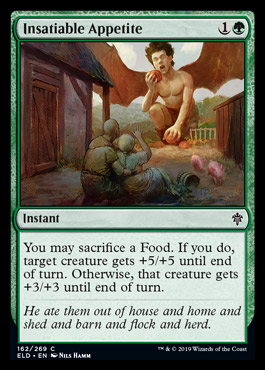 Insatiable Appetite 1
Instant
You may sacrifice a Food. If you do,
target creature gets +5/+5 until end
of turn. Otherwise, that creature gets
+3/+3 until end of turn.
He ate them out of house and home and
shed and barn and flock and herd.
162/269 C
ELD • EN Nils Hamm
™ & © 2019 Wizards of the Coast